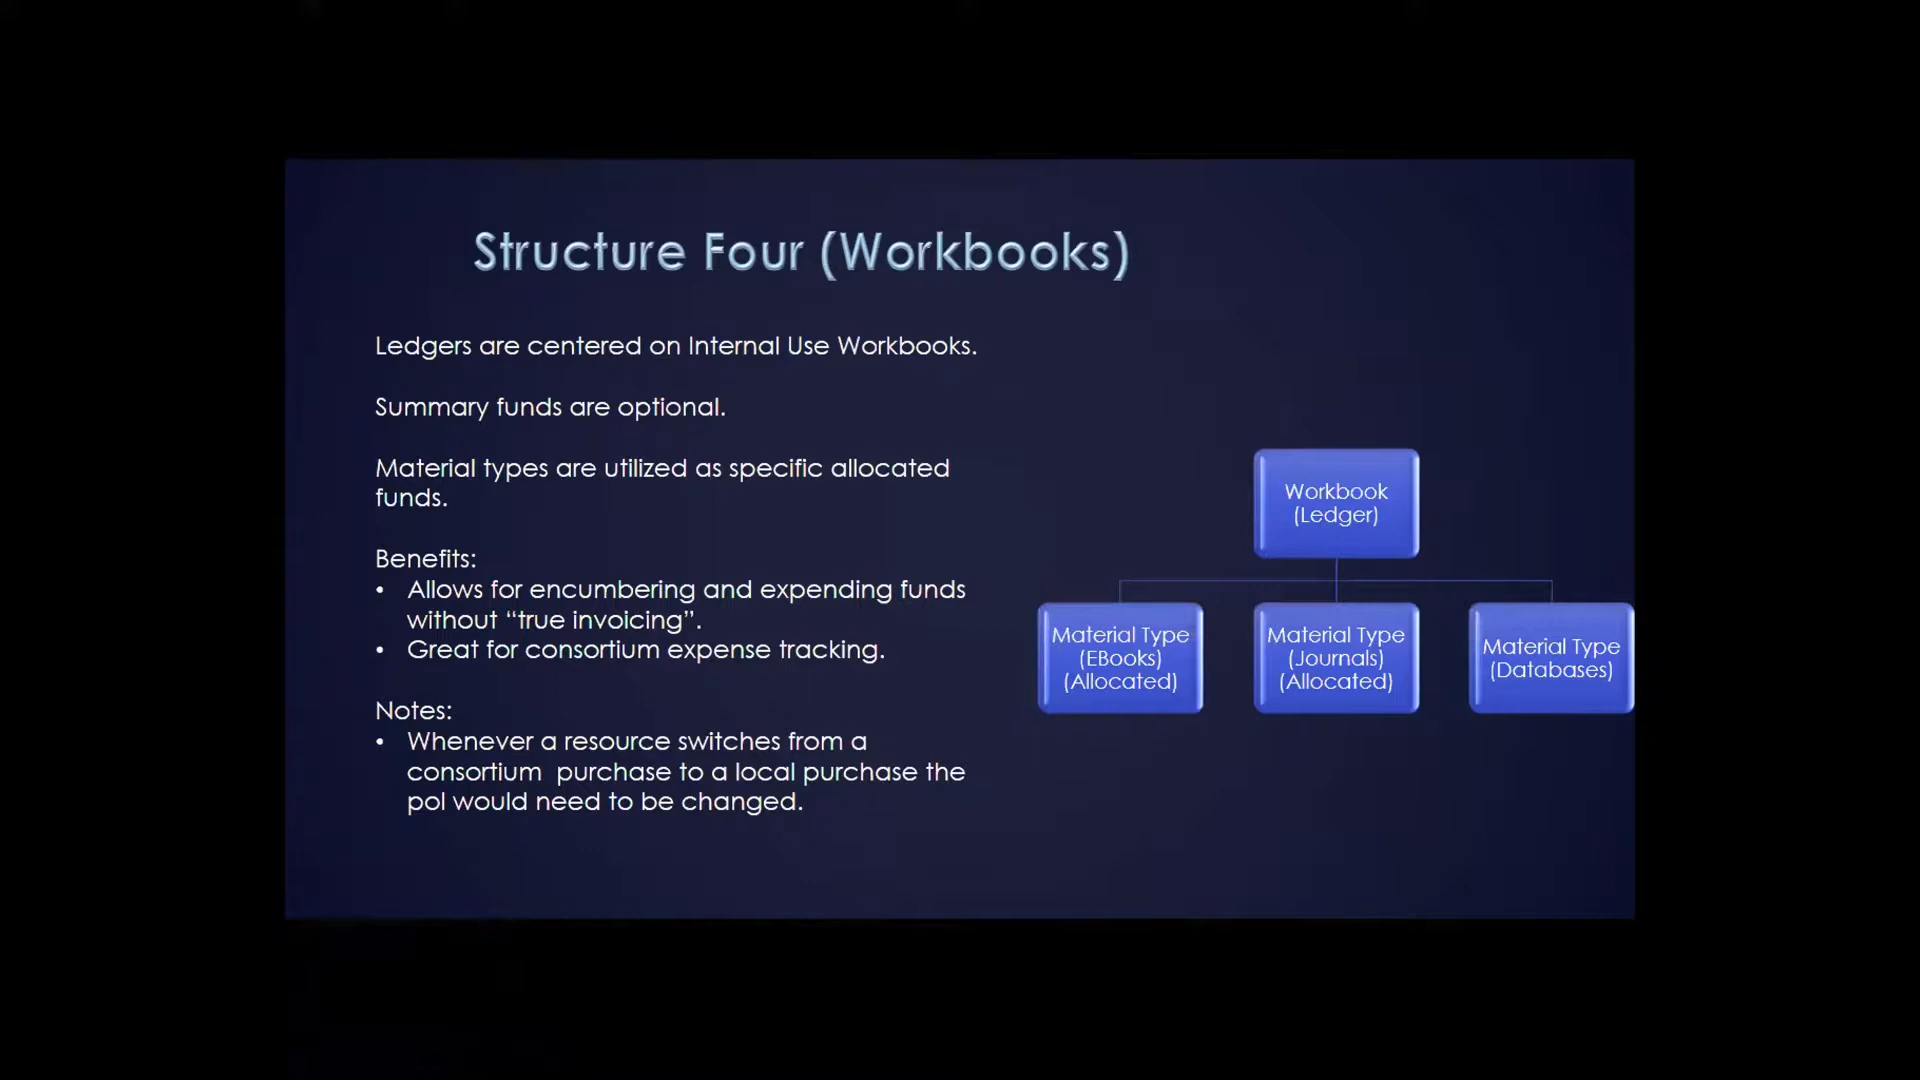 Structure Four (Workbooks)
Ledgers are centered on Internal Use Workbooks.
Summary funds are optional.
Material types are utilized as specific allocated
funds.
Benefits:
• Allows for encumbering and expending funds
without “true invoicing”.
• Great for consortium expense tracking.
Notes:
• Whenever a resource switches from a
consortium  purchase to a local purchase the
pol would need to be changed.
Workbook
(Ledger)
Material Type
(EBooks)
(Allocated)
Material Type
(Journals)
(Allocated)
Material Type
(Databases)